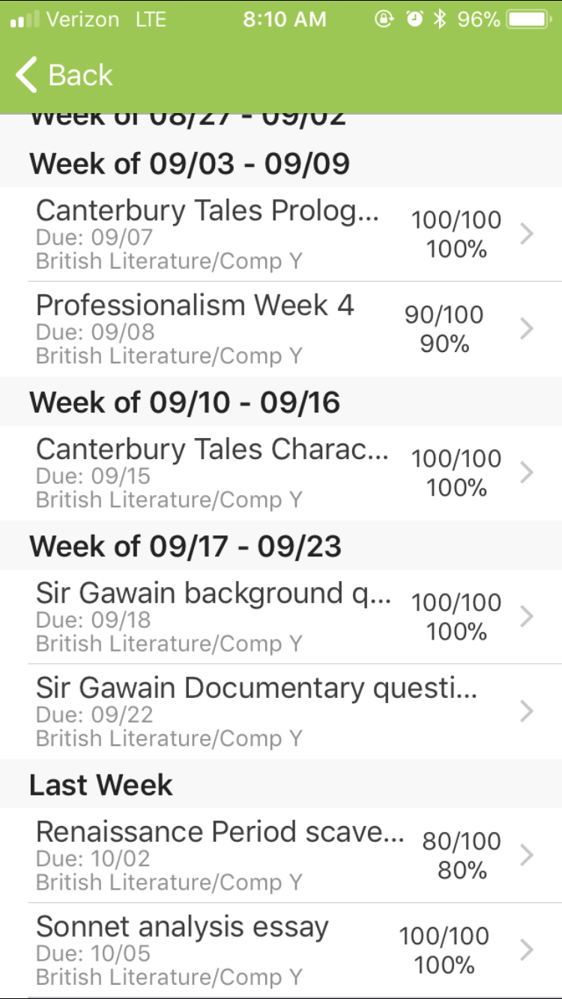 Verizon LTE 8:10 AM 96%
Back
Week of 08/27 - 09/02
Week of 09/03 - 09/09
Canterbury Tales Prolog...
100/100
Due: 09/07
100%
British Literature/Comp Y
Professionalism Week 4
90/100
Due: 09/08
90%
British Literature/Comp Y
Week of 09/10 - 09/16
Canterbury Tales Charac...
100/100
Due: 09/15
100%
British Literature/Comp Y
Week of 09/17 - 09/23
Sir Gawain background q...
100/100
Due: 09/18
100%
British Literature/Comp Y
Sir Gawain Documentary questi...
Due: 09/22
British Literature/Comp Y
Last Week
Renaissance Period scave...
80/100
Due: 10/02
80%
British Literature/Comp Y
Sonnet analysis essay
100/100
Due: 10/05
100%
British Literature/Comp Y